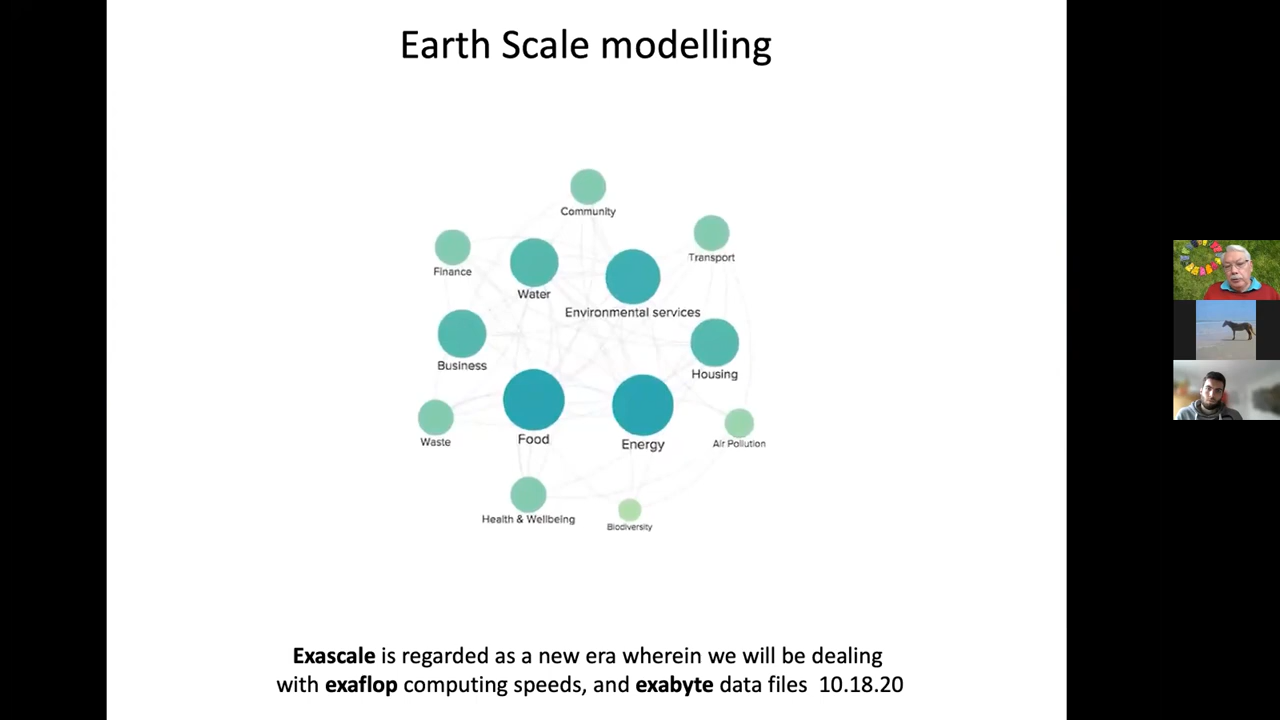 Earth Scale modelling
Community
Transport
Finance
Water
Environmental services
Business
Housing
Food
Energy
Waste
Air Pollution
Health & Wellbeing
Biodiversity
Exascale is regarded as a new era wherein we will be dealing
with exaflop computing speeds, and exabyte data files 10.18.20